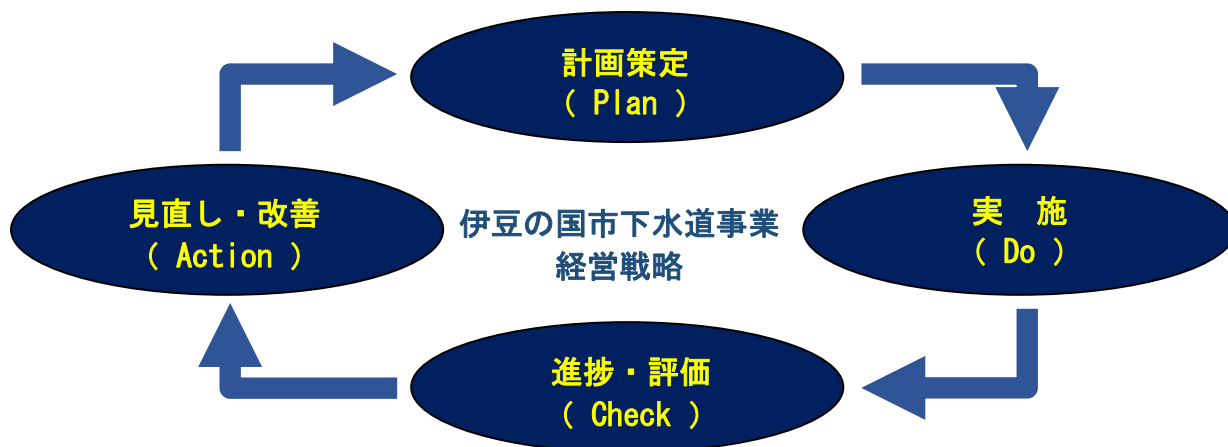 計画策定
( Plan )
見直し・改善
( Action )
伊豆の国市下水道事業
経営戦略
実　施
( Do )
進捗・評価
( Check )